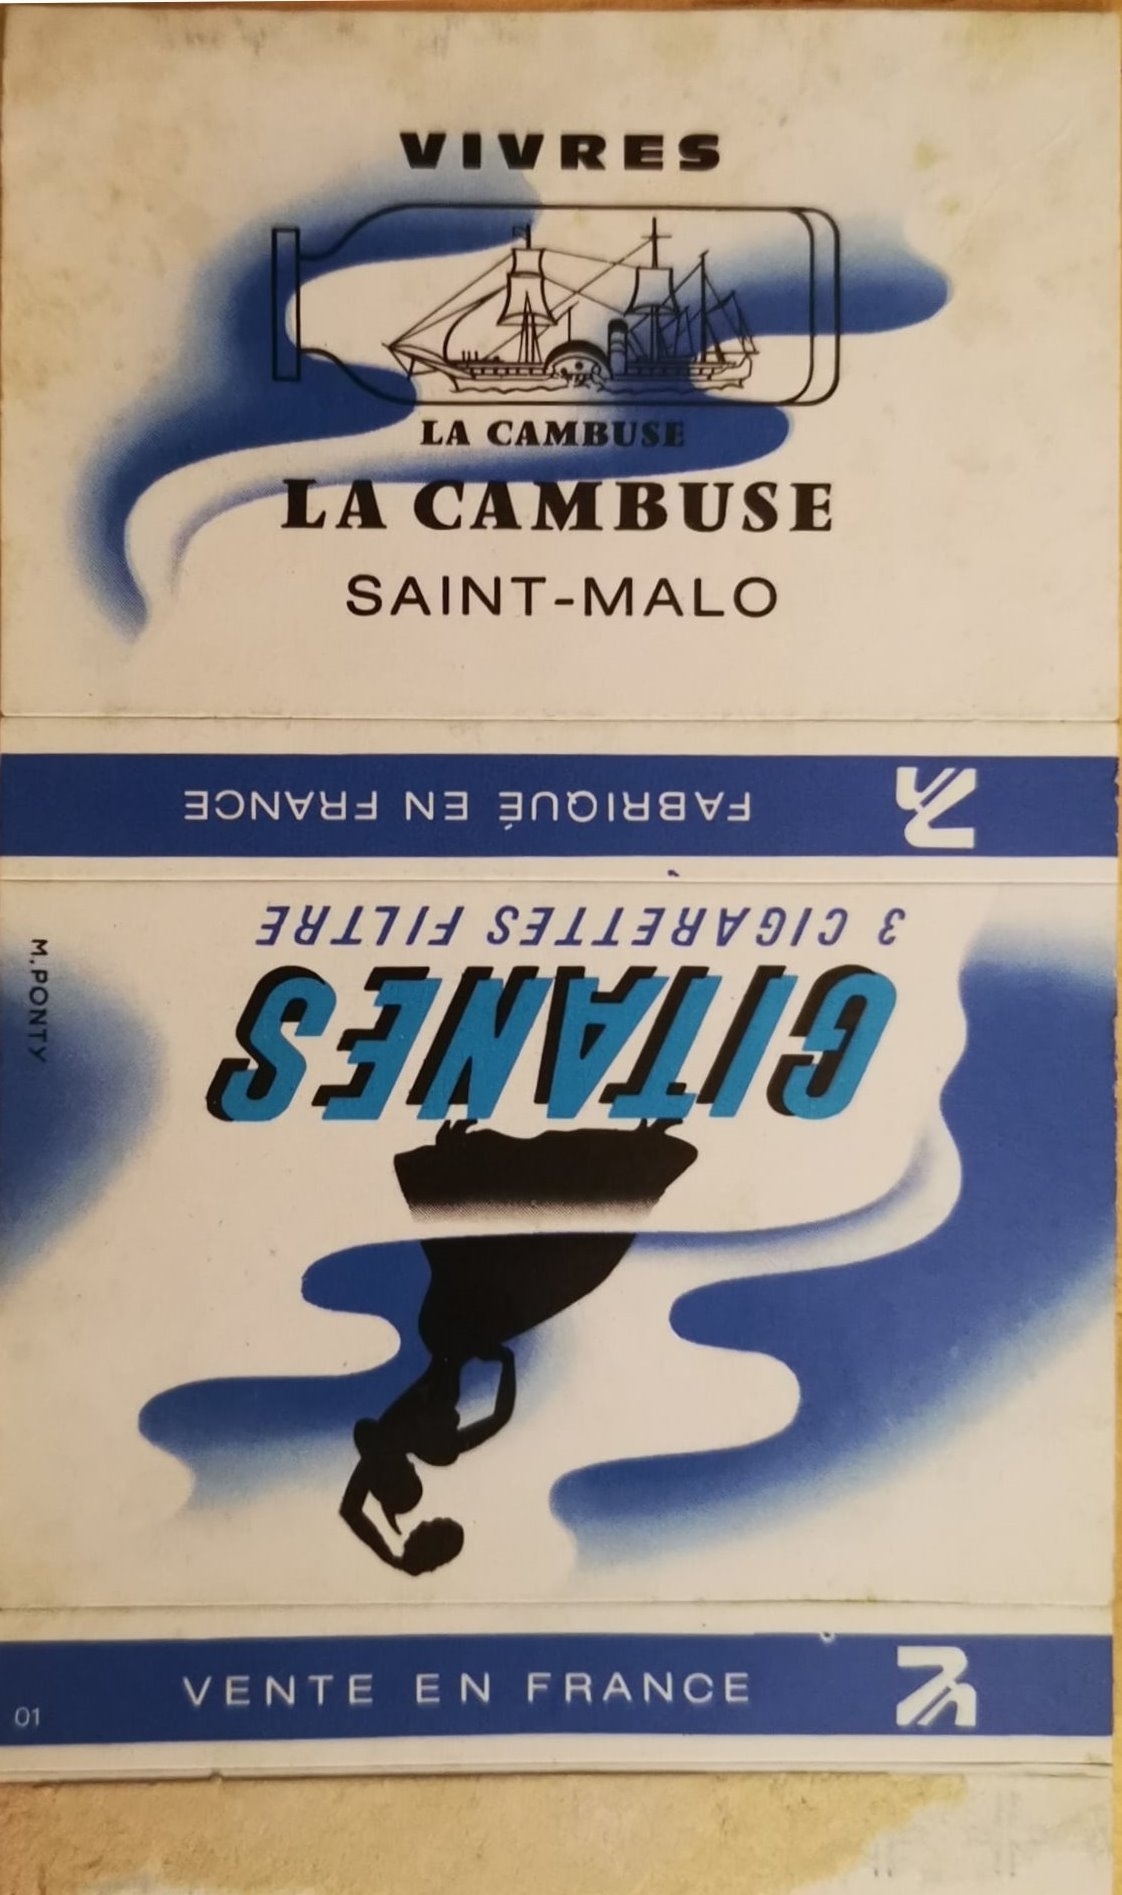 VIVRES
LA CAMBUSE
LA CAMBUSE
SAINT-MALO
FABRIQUÉ EN FRANCE
GITANES
3 CIGARETTES FILTRE
M.PONTY
VENTE EN FRANCE
01